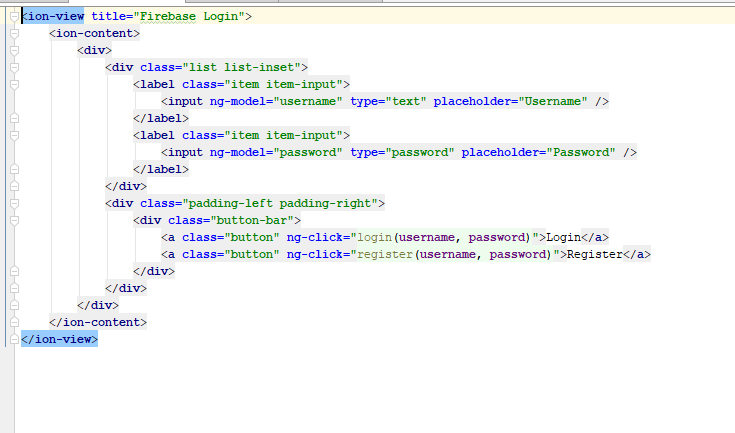 <ion-view title="Firebase Login">
<ion-content>
<div>
<div class="list list-inset">
<label class="item item-input">
<input ng-model="username" type="text" placeholder="Username" />
</label>
<label class="item item-input">
<input ng-model="password" type="password" placeholder="Password" />
</label>
</div>
<div class="padding-left padding-right">
<div class="button-bar">
<a class="button" ng-click="login(username, password)">Login</a>
<a class="button" ng-click="register(username, password)">Register</a>
</div>
</div>
</div>
</ion-content>
</ion-view>